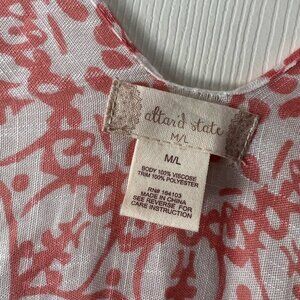 altar'd state
M/L
M/L
BODY 100% VISCOSE
TRIM 100% POLYESTER
RN# 164103
MADE IN CHINA
SEE REVERSE FOR
CARE INSTRUCTION